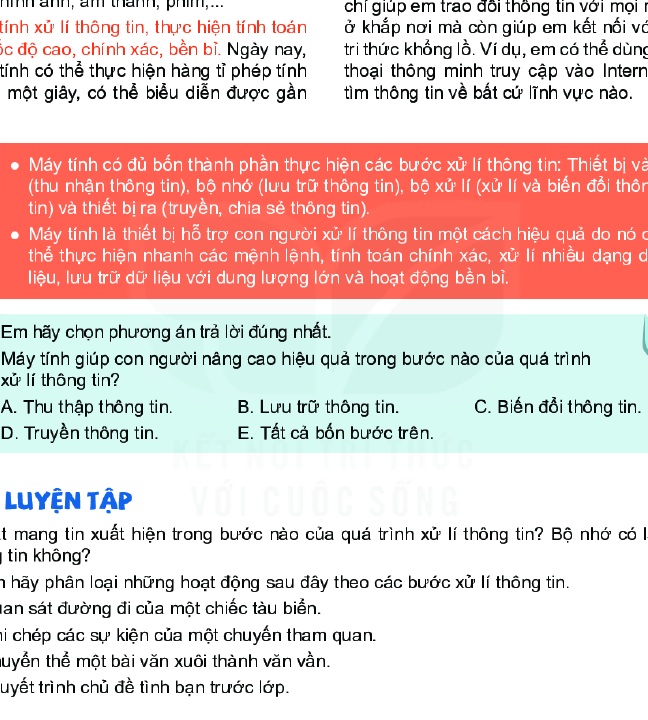 hình ảnh, âm thanh, phim,...
tính xử lí thông tin, thực hiện tính toán
độ cao, chính xác, bền bỉ. Ngày nay,
tính có thể thực hiện hàng tỉ phép tính
một giây, có thể biểu diễn được gần
chỉ giúp em trao đổi thông tin với mọi
ở khắp nơi mà còn giúp em kết nối
tri thức khổng lồ. Ví dụ, em có thể dùng
thoại thông minh truy cập vào Intern
tìm thông tin về bất cứ lĩnh vực nào.
• Máy tính có đủ bốn thành phần thực hiện các bước xử lí thông tin: Thiết bị và
(thu nhận thông tin), bộ nhớ (lưu trữ thông tin), bộ xử lí (xử lí và biến đổi thôn
tin) và thiết bị ra (truyền, chia sẻ thông tin).
• Máy tính là thiết bị hỗ trợ con người xử lí thông tin một cách hiệu quả do nó c
thể thực hiện nhanh các mệnh lệnh, tính toán chính xác, xử lí nhiều dạng d
liệu, lưu trữ dữ liệu với dung lượng lớn và hoạt động bền bỉ.
Em hãy chọn phương án trả lời đúng nhất.
Máy tính giúp con người nâng cao hiệu quả trong bước nào của quá trình
xử lí thông tin?
A. Thu thập thông tin. B. Lưu trữ thông tin. C. Biến đổi thông tin.
D. Truyền thông tin. E. Tất cả bốn bước trên.
KẾT NỐI TRI THỨC
VỚI CUỘC SỐNG
LUYỆN TẬP
t mang tin xuất hiện trong bước nào của quá trình xử lí thông tin? Bộ nhớ có l
tin không?
hãy phân loại những hoạt động sau đây theo các bước xử lí thông tin.
uan sát đường đi của một chiếc tàu biển.
hi chép các sự kiện của một chuyến tham quan.
uyển thể một bài văn xuôi thành văn vần.
uyết trình chủ đề tình bạn trước lớp.